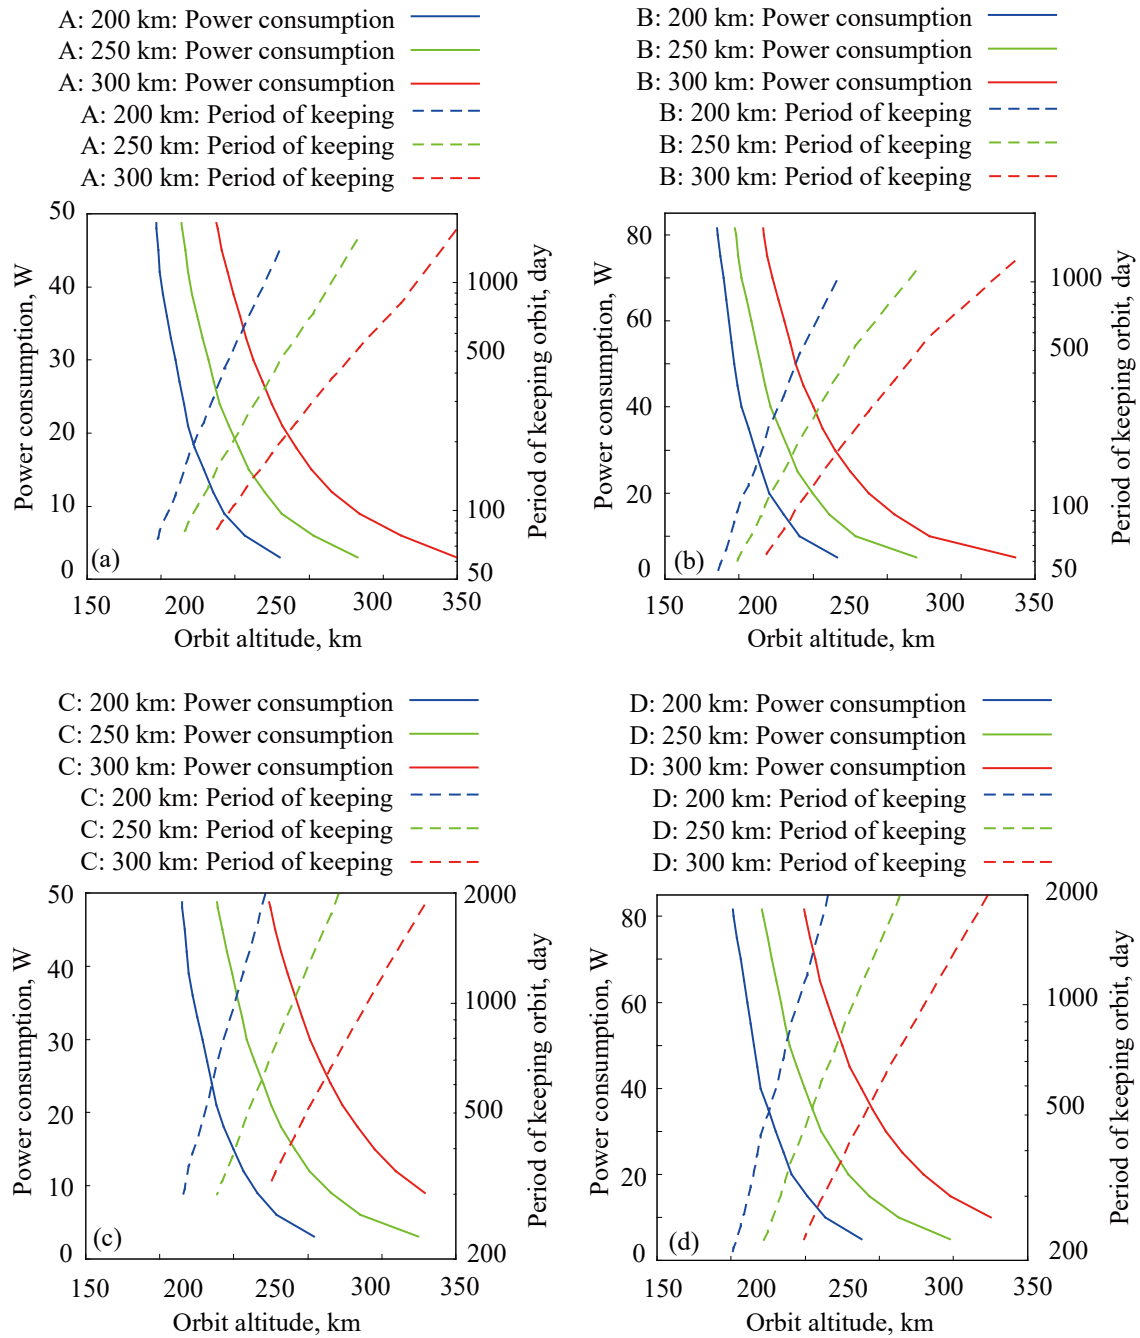 A: 200 km: Power consumption
A: 250 km: Power consumption
A: 300 km: Power consumption
A: 200 km: Period of keeping
A: 250 km: Period of keeping
A: 300 km: Period of keeping
50
40
30
20
10
0
Power consumption, W
1000
500
100
50
Period of keeping orbit, day
(a)
150 200 250 300 350
Orbit altitude, km
B: 200 km: Power consumption
B: 250 km: Power consumption
B: 300 km: Power consumption
B: 200 km: Period of keeping
B: 250 km: Period of keeping
B: 300 km: Period of keeping
80
60
40
20
0
Power consumption, W
1000
500
100
50
Period of keeping orbit, day
(b)
150 200 250 300 350
Orbit altitude, km
C: 200 km: Power consumption
C: 250 km: Power consumption
C: 300 km: Power consumption
C: 200 km: Period of keeping
C: 250 km: Period of keeping
C: 300 km: Period of keeping
50
40
30
20
10
0
Power consumption, W
2000
1000
500
200
Period of keeping orbit, day
(c)
150 200 250 300 350
Orbit altitude, km
D: 200 km: Power consumption
D: 250 km: Power consumption
D: 300 km: Power consumption
D: 200 km: Period of keeping
D: 250 km: Period of keeping
D: 300 km: Period of keeping
80
60
40
20
0
Power consumption, W
2000
1000
500
200
Period of keeping orbit, day
(d)
150 200 250 300 350
Orbit altitude, km